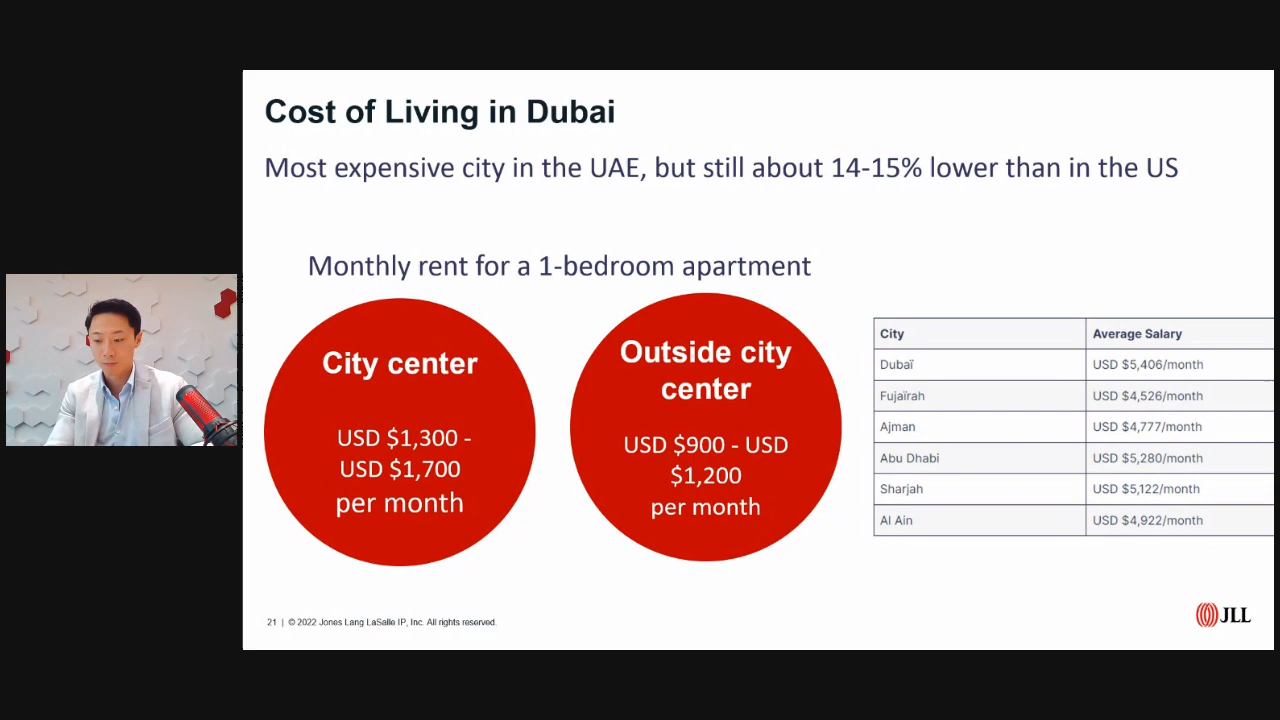 Cost of Living in Dubai
Most expensive city in the UAE, but still about 14-15% lower than in the US
Monthly rent for a 1-bedroom apartment
City center
USD $1,300 -
USD $1,700
per month
Outside city
center
USD $900 - USD
$1,200
per month
City Average Salary
Dubaï USD $5,406/month
Fujaïrah USD $4,526/month
Ajman USD $4,777/month
Abu Dhabi USD $5,280/month
Sharjah USD $5,122/month
Al Ain USD $4,922/month
21 | © 2022 Jones Lang LaSalle IP, Inc. All rights reserved.
JLL